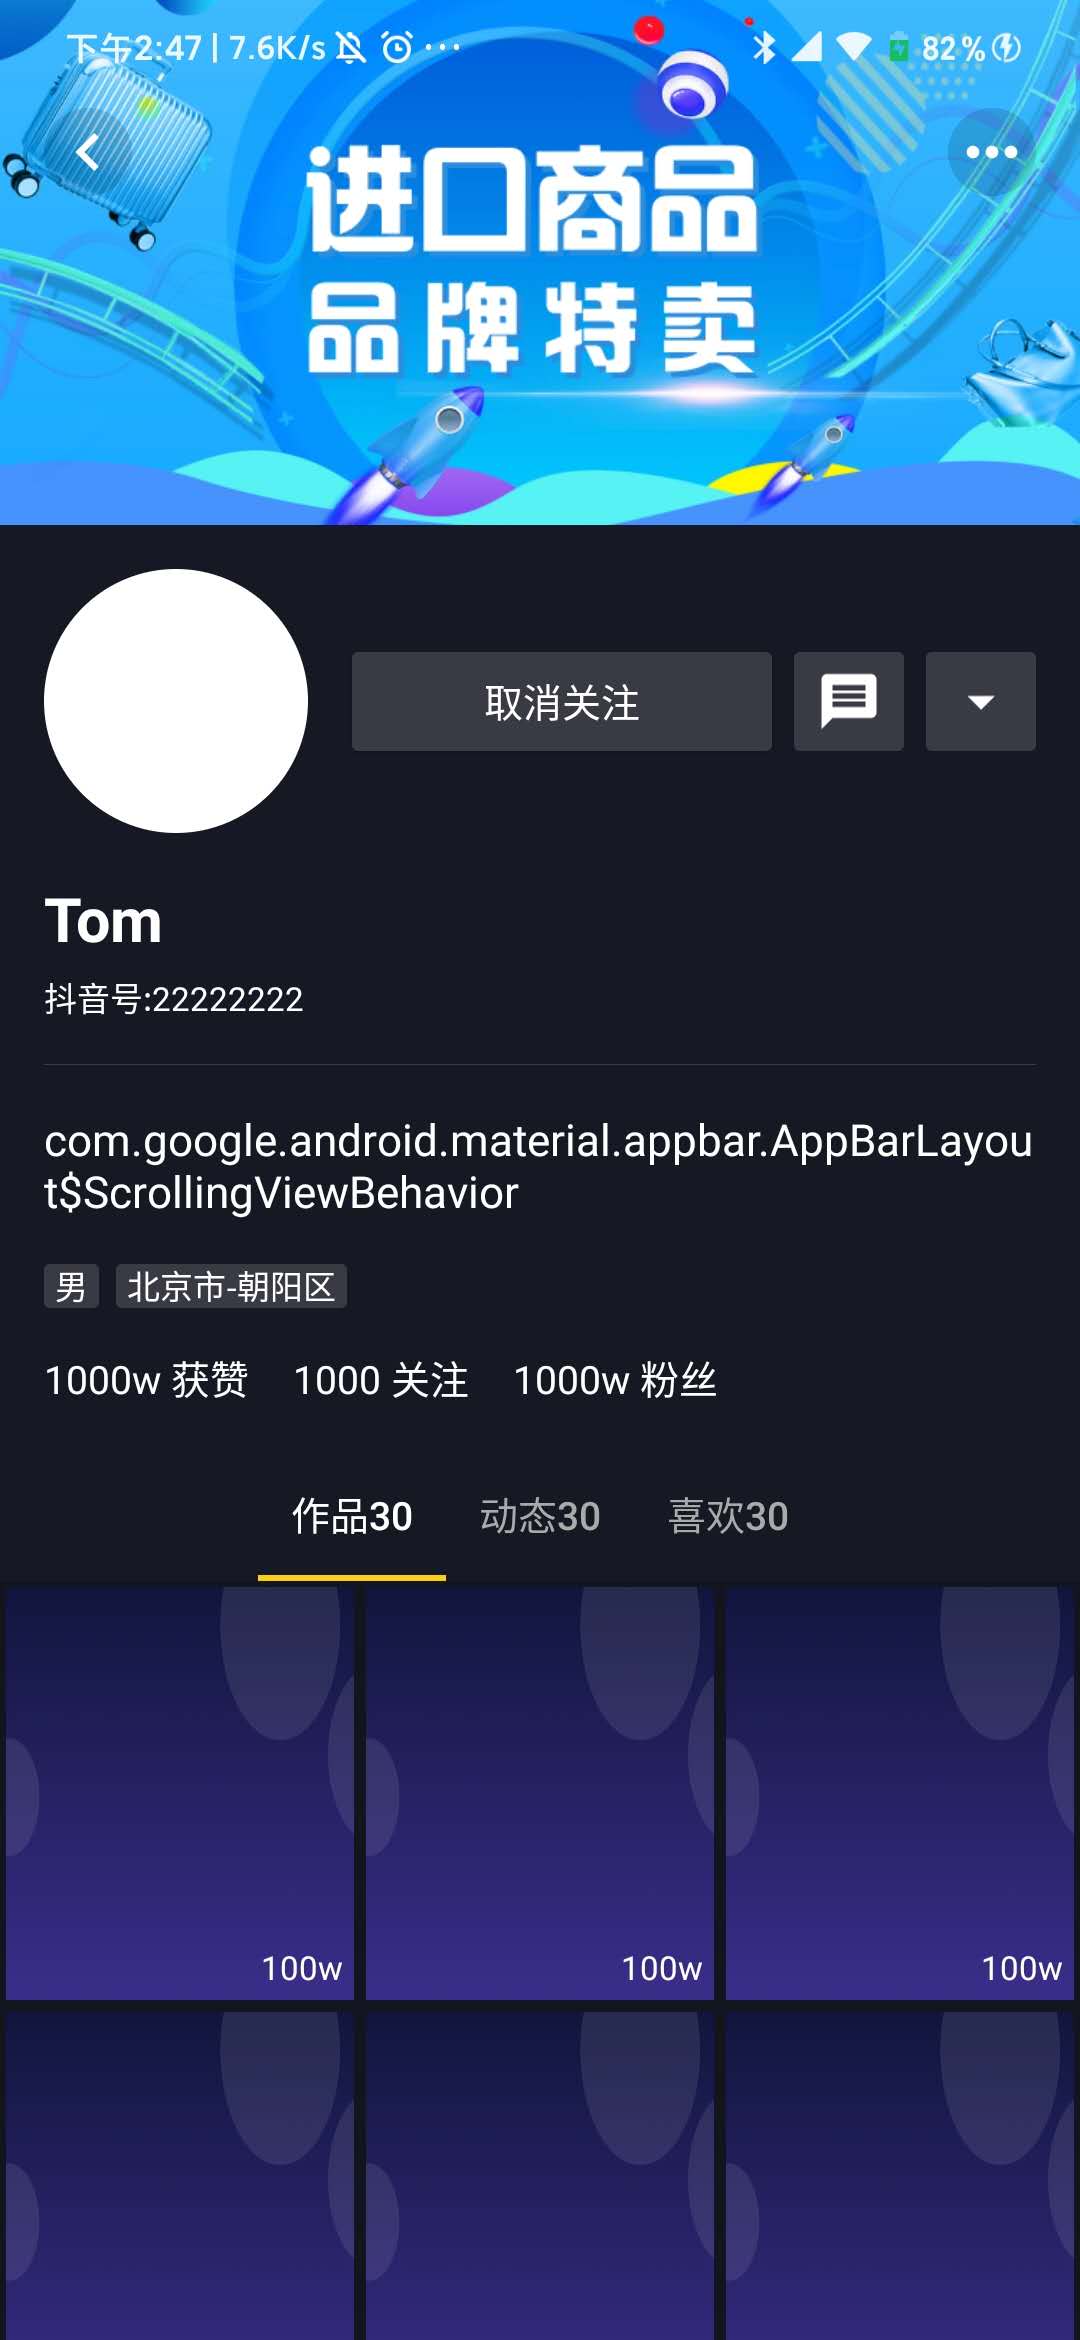 下午2:47 | 7.6K/s ... 82%
进口商品
品牌特卖
取消关注
Tom
抖音号:22222222
com.google.android.material.appbar.AppBarLayou
t$ScrollingViewBehavior
男 北京市-朝阳区
1000w 获赞 1000 关注 1000w 粉丝
作品30 动态30 喜欢30
100w 100w 100w